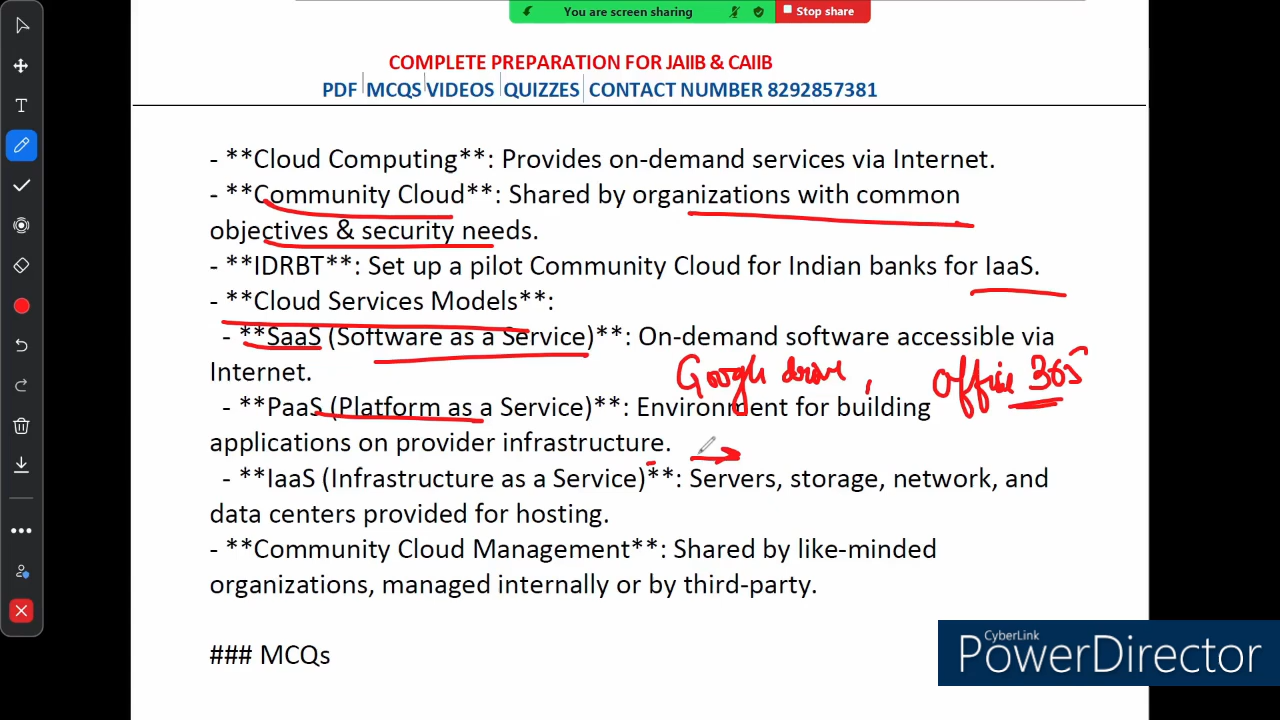 You are screen sharing
Stop share
COMPLETE PREPARATION FOR JAIIB & CAIIB
PDF MCQS VIDEOS QUIZZES CONTACT NUMBER 8292857381
- **Cloud Computing**: Provides on-demand services via Internet.
- **Community Cloud**: Shared by organizations with common
objectives & security needs.
- **IDRBT**: Set up a pilot Community Cloud for Indian banks for IaaS.
- **Cloud Services Models**:
- **SaaS (Software as a Service)**: On-demand software accessible via
Internet.
Google drive, Office 365
- **PaaS (Platform as a Service)**: Environment for building
applications on provider infrastructure.
- **IaaS (Infrastructure as a Service)**: Servers, storage, network, and
data centers provided for hosting.
- **Community Cloud Management**: Shared by like-minded
organizations, managed internally or by third-party.
### MCQs
CyberLink
PowerDirector